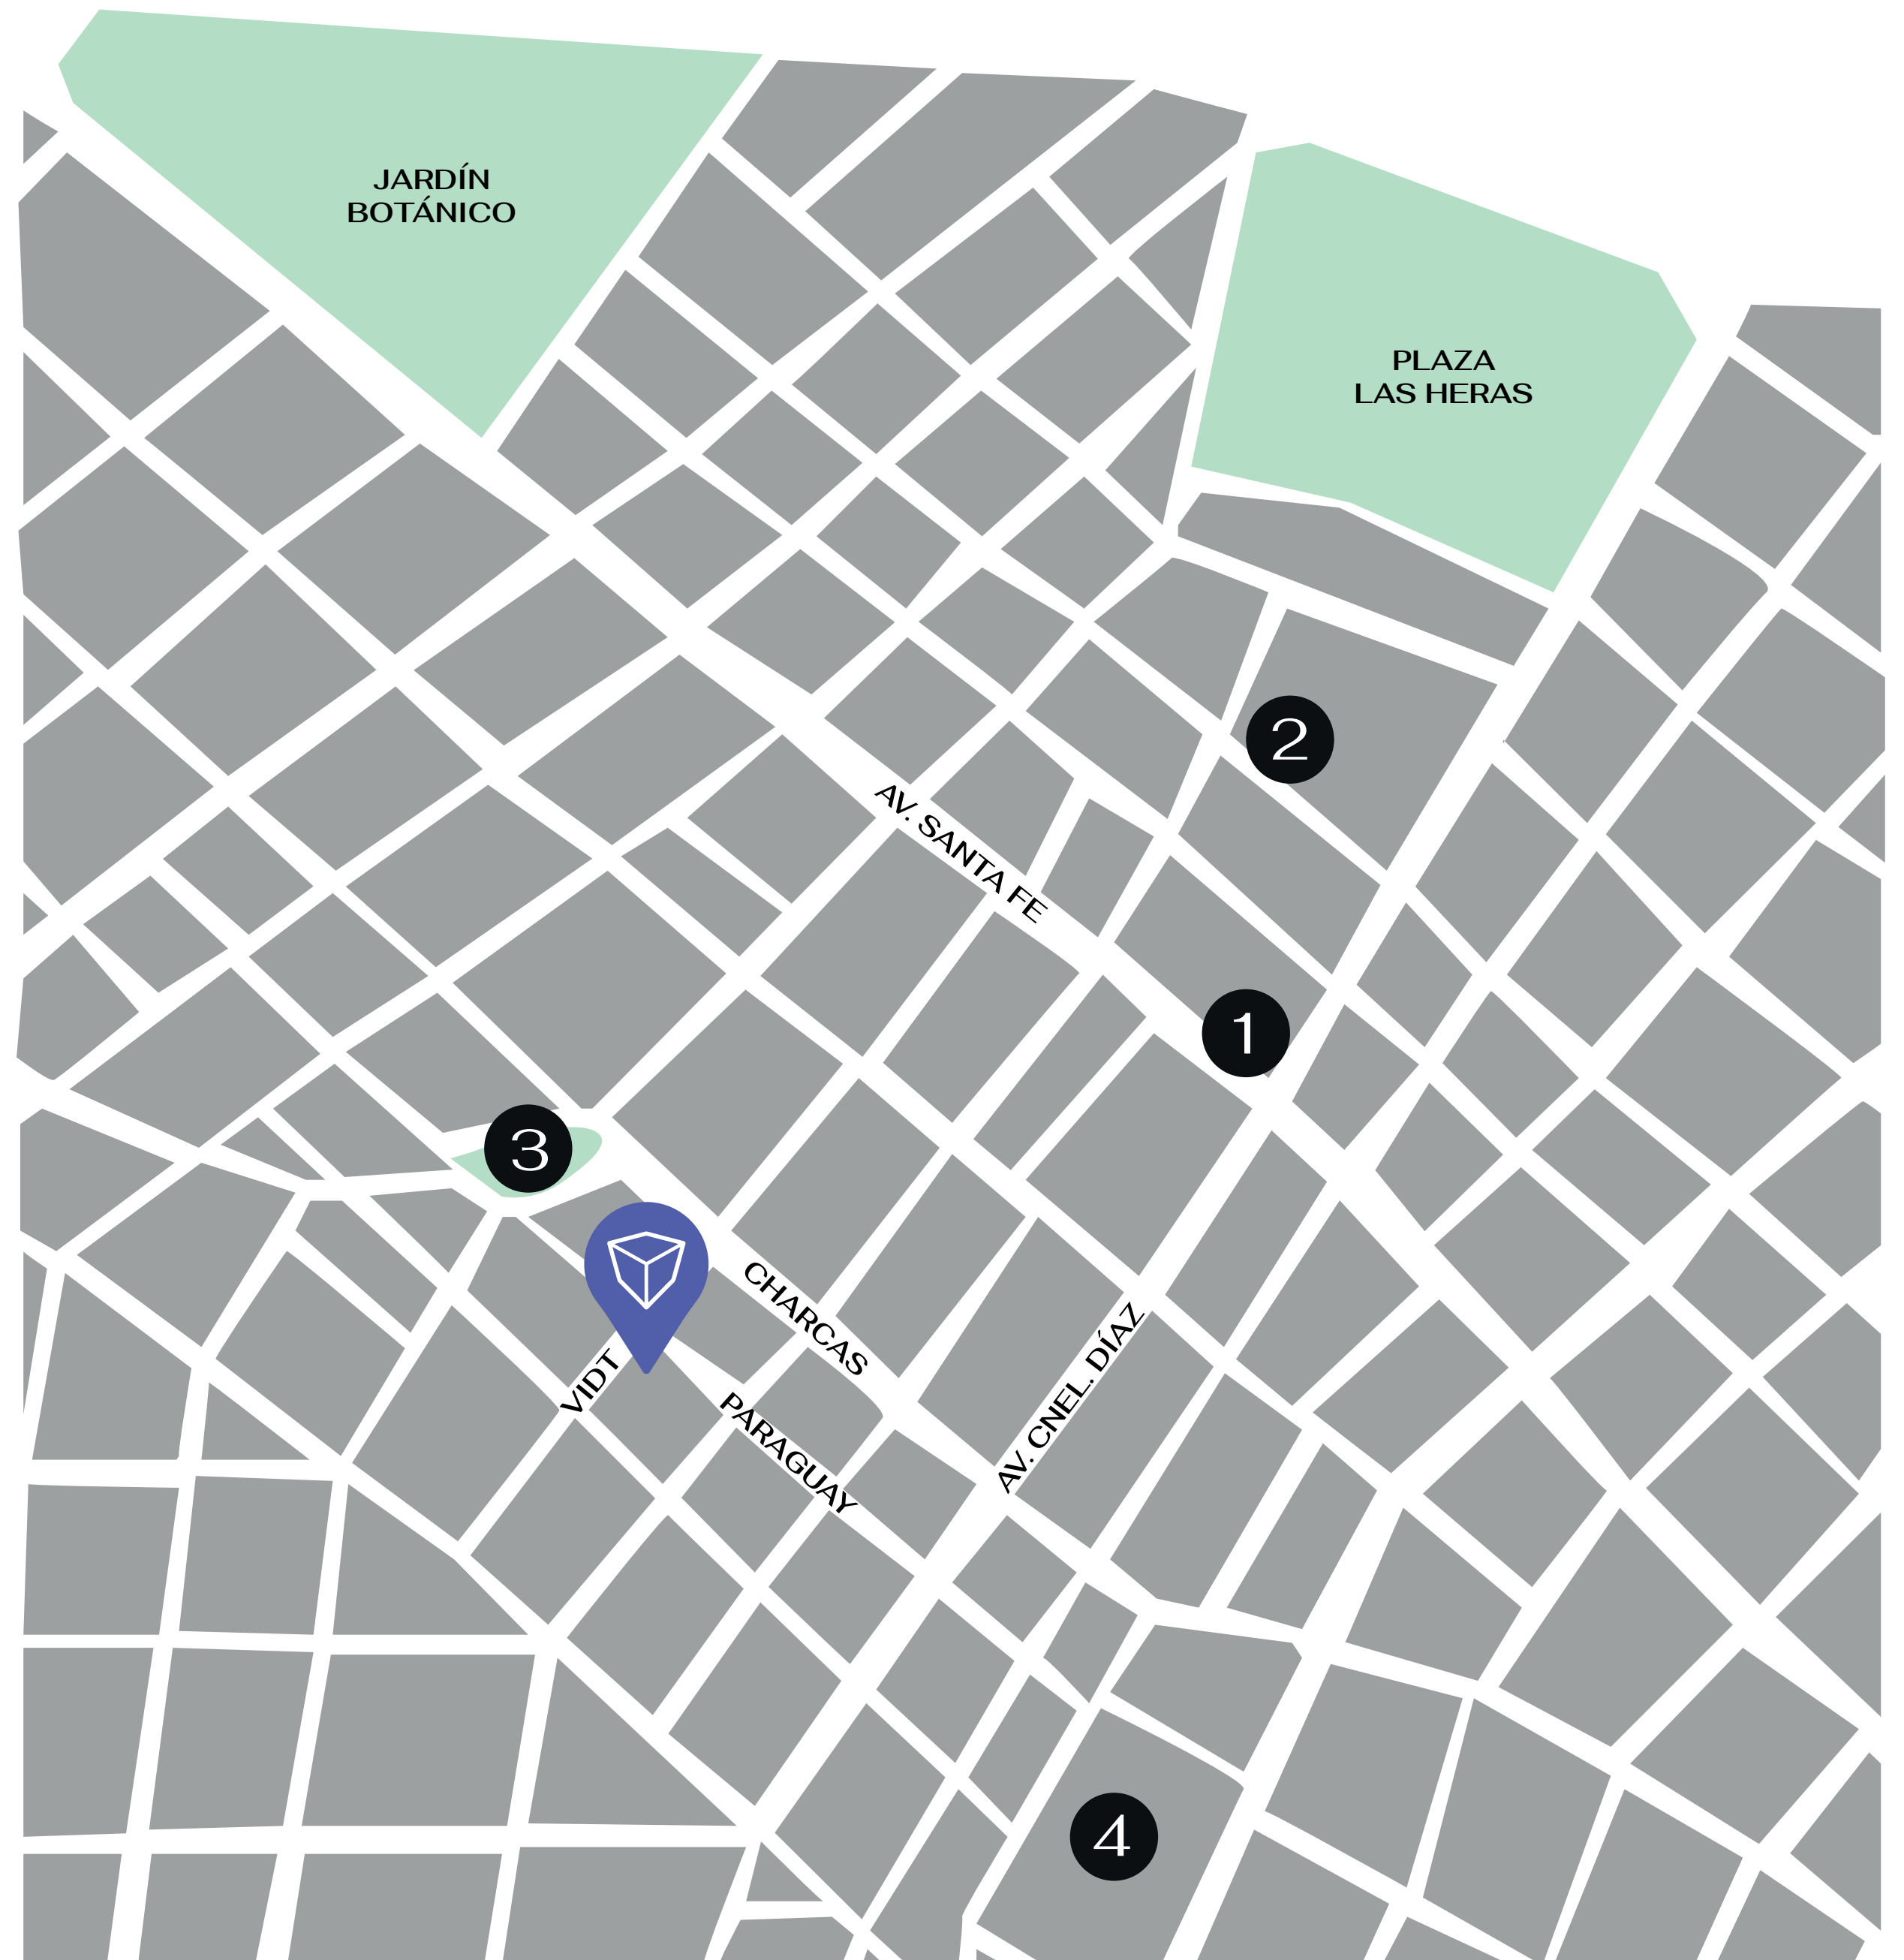 JARDÍN
BOTÁNICO
PLAZA
LAS HERAS
2
AV. SANTA FE
1
3
CHARCAS
VIDT
AV. CNEL. DÍAZ
PARAGUAY
4